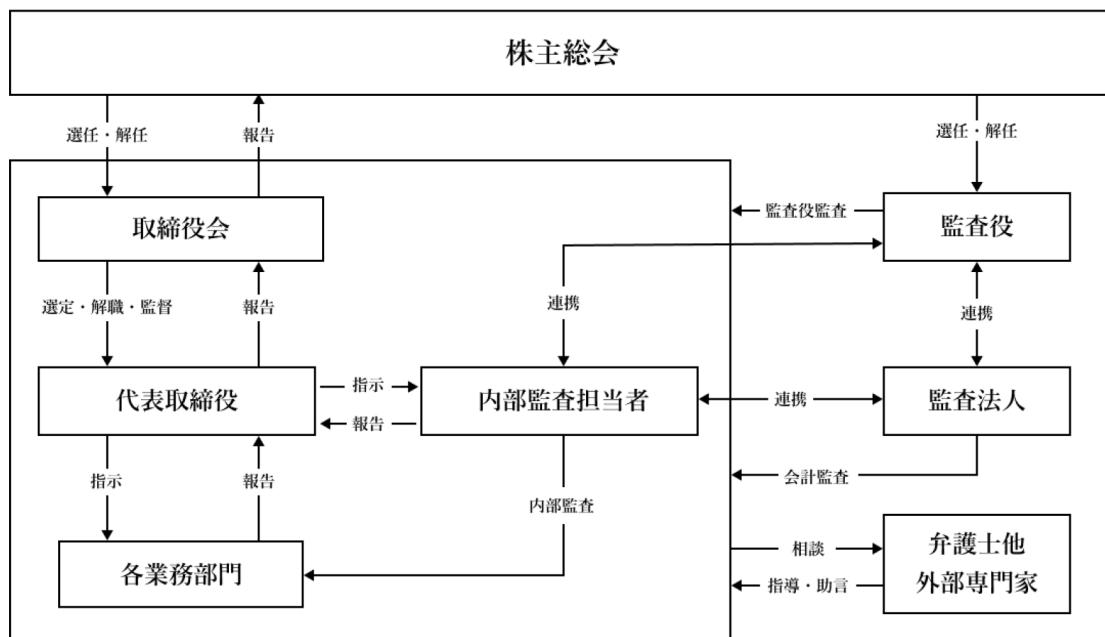 株主総会
選任・解任
報告
選任・解任
取締役会
監査役監査
監査役
選定・解職・監督
報告
連携
連携
代表取締役
指示
報告
内部監査担当者
連携
監査法人
指示
報告
会計監査
内部監査
各業務部門
相談
指導・助言
弁護士他
外部専門家